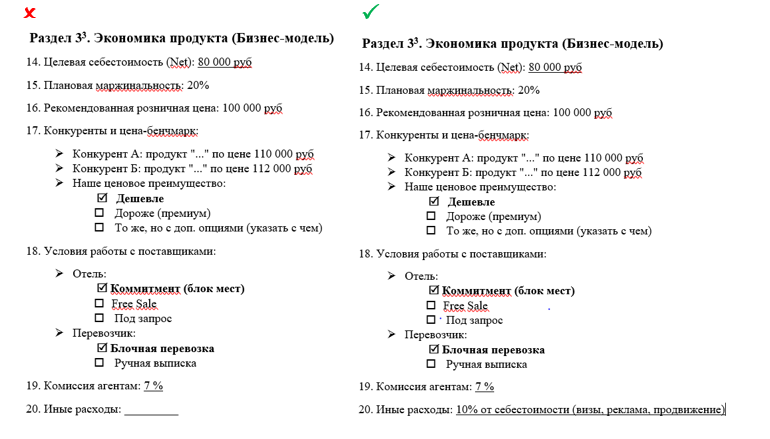 Раздел 3³. Экономика продукта (Бизнес-модель)
14. Целевая себестоимость (Net): 80 000 руб
15. Плановая маржинальность: 20%
16. Рекомендованная розничная цена: 100 000 руб
17. Конкуренты и цена-бенчмарк:
Конкурент А: продукт "..." по цене 110 000 руб
Конкурент Б: продукт "..." по цене 112 000 руб
Наше ценовое преимущество:
Дешевле
Дороже (премиум)
То же, но с доп. опциями (указать с чем)
18. Условия работы с поставщиками:
Отель:
Коммитмент (блок мест)
Free Sale
Под запрос
Перевозчик:
Блочная перевозка
Ручная выписка
19. Комиссия агентам: 7 %
20. Иные расходы: _________
Раздел 3³. Экономика продукта (Бизнес-модель)
14. Целевая себестоимость (Net): 80 000 руб
15. Плановая маржинальность: 20%
16. Рекомендованная розничная цена: 100 000 руб
17. Конкуренты и цена-бенчмарк:
Конкурент А: продукт "..." по цене 110 000 руб
Конкурент Б: продукт "..." по цене 112 000 руб
Наше ценовое преимущество:
Дешевле
Дороже (премиум)
То же, но с доп. опциями (указать с чем)
18. Условия работы с поставщиками:
Отель:
Коммитмент (блок мест)
Free Sale
Под запрос
Перевозчик:
Блочная перевозка
Ручная выписка
19. Комиссия агентам: 7 %
20. Иные расходы: 10% от себестоимости (визы, реклама, продвижение)